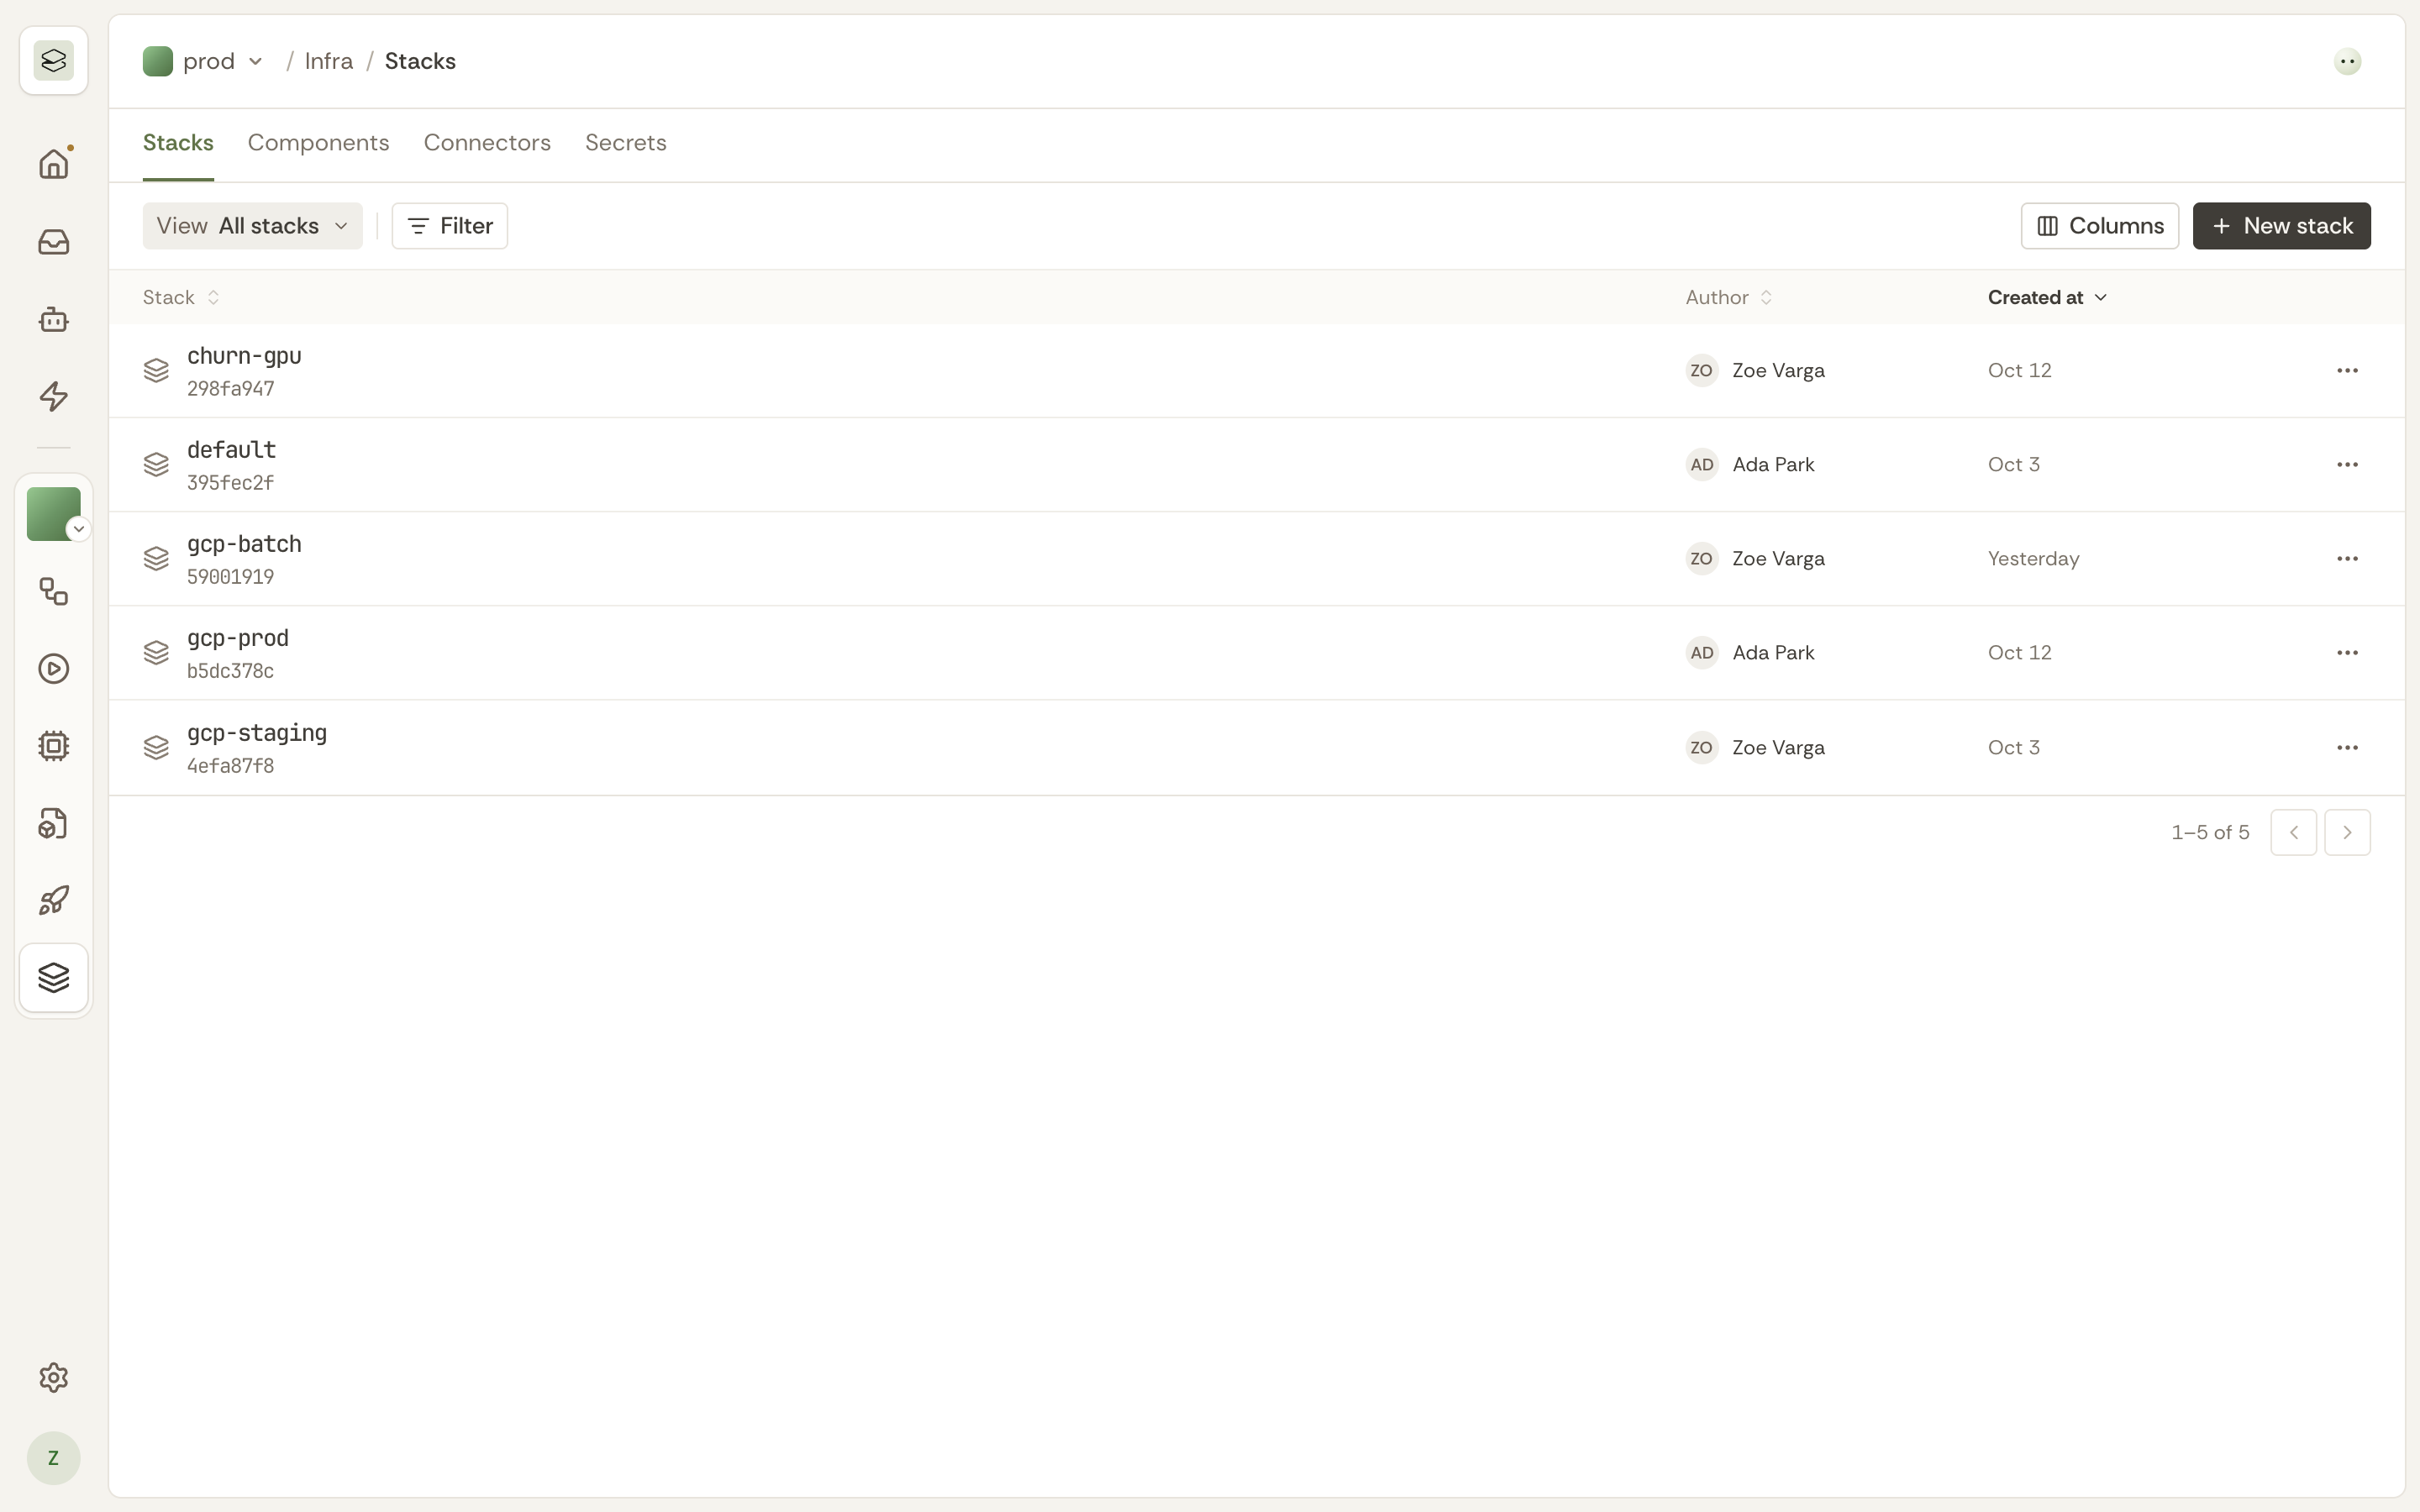 prod / Infra / Stacks
Stacks Components Connectors Secrets
View All stacks Filter Columns New stack
Stack Author Created at
churn-gpu
298fa947
ZO Zoe Varga Oct 12
default
395fec2f
AD Ada Park Oct 3
gcp-batch
59001919
ZO Zoe Varga Yesterday
gcp-prod
b5dc378c
AD Ada Park Oct 12
gcp-staging
4efa87f8
ZO Zoe Varga Oct 3
1–5 of 5
Z